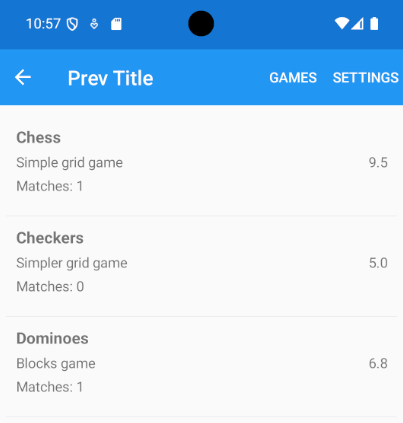 10:57
Prev Title GAMES SETTINGS
Chess
Simple grid game 9.5
Matches: 1
Checkers
Simpler grid game 5.0
Matches: 0
Dominoes
Blocks game 6.8
Matches: 1